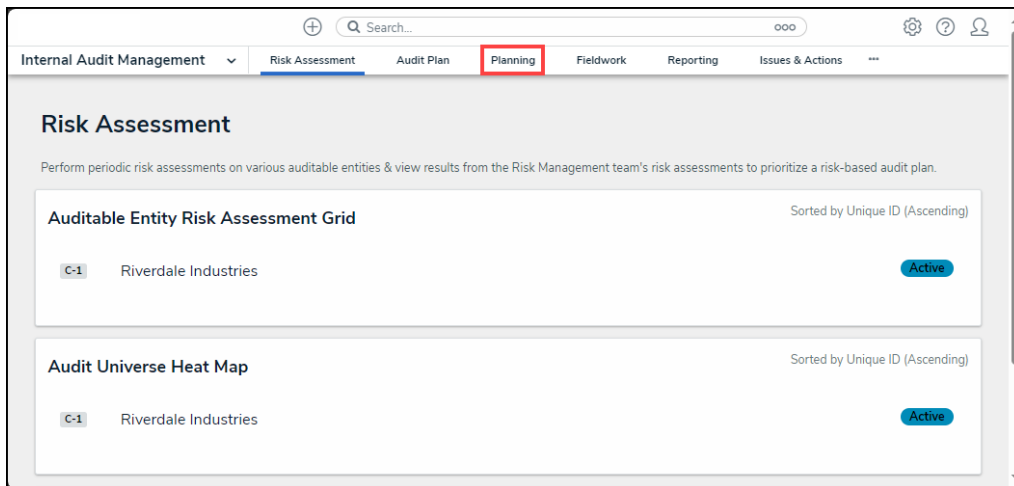 Search...
Internal Audit Management Risk Assessment Audit Plan Planning Fieldwork Reporting Issues & Actions
Risk Assessment
Perform periodic risk assessments on various auditable entities & view results from the Risk Management team's risk assessments to prioritize a risk-based audit plan.
Auditable Entity Risk Assessment Grid Sorted by Unique ID (Ascending)
C-1 Riverdale Industries Active
Audit Universe Heat Map Sorted by Unique ID (Ascending)
C-1 Riverdale Industries Active